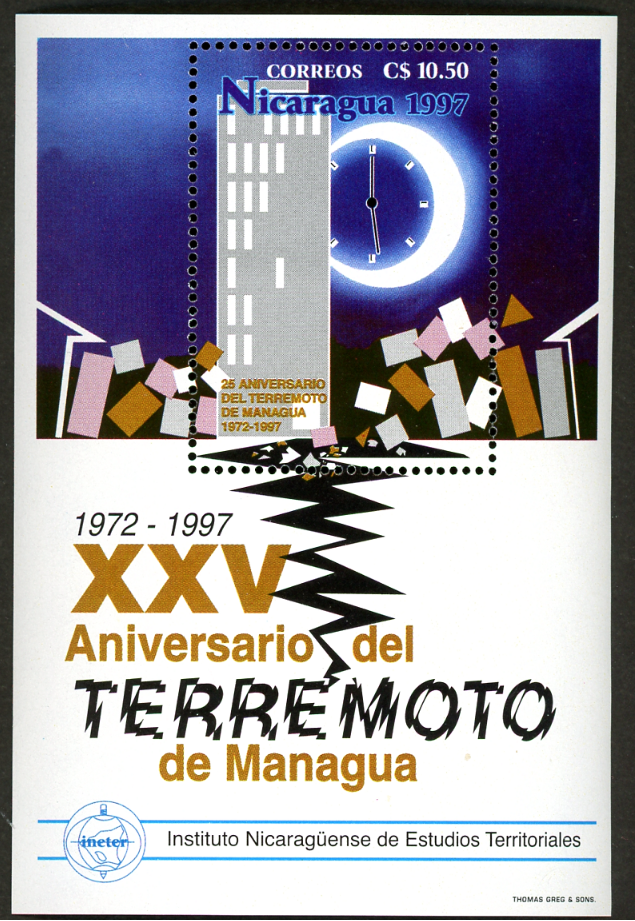 CORREOS C$ 10.50
Nicaragua 1997
25 ANIVERSARIO
DEL TERREMOTO
DE MANAGUA
1972-1997
1972 - 1997
XXV
Aniversario del
TERREMOTO
de Managua
ineter
Instituto Nicaragüense de Estudios Territoriales
THOMAS GREG & SONS.